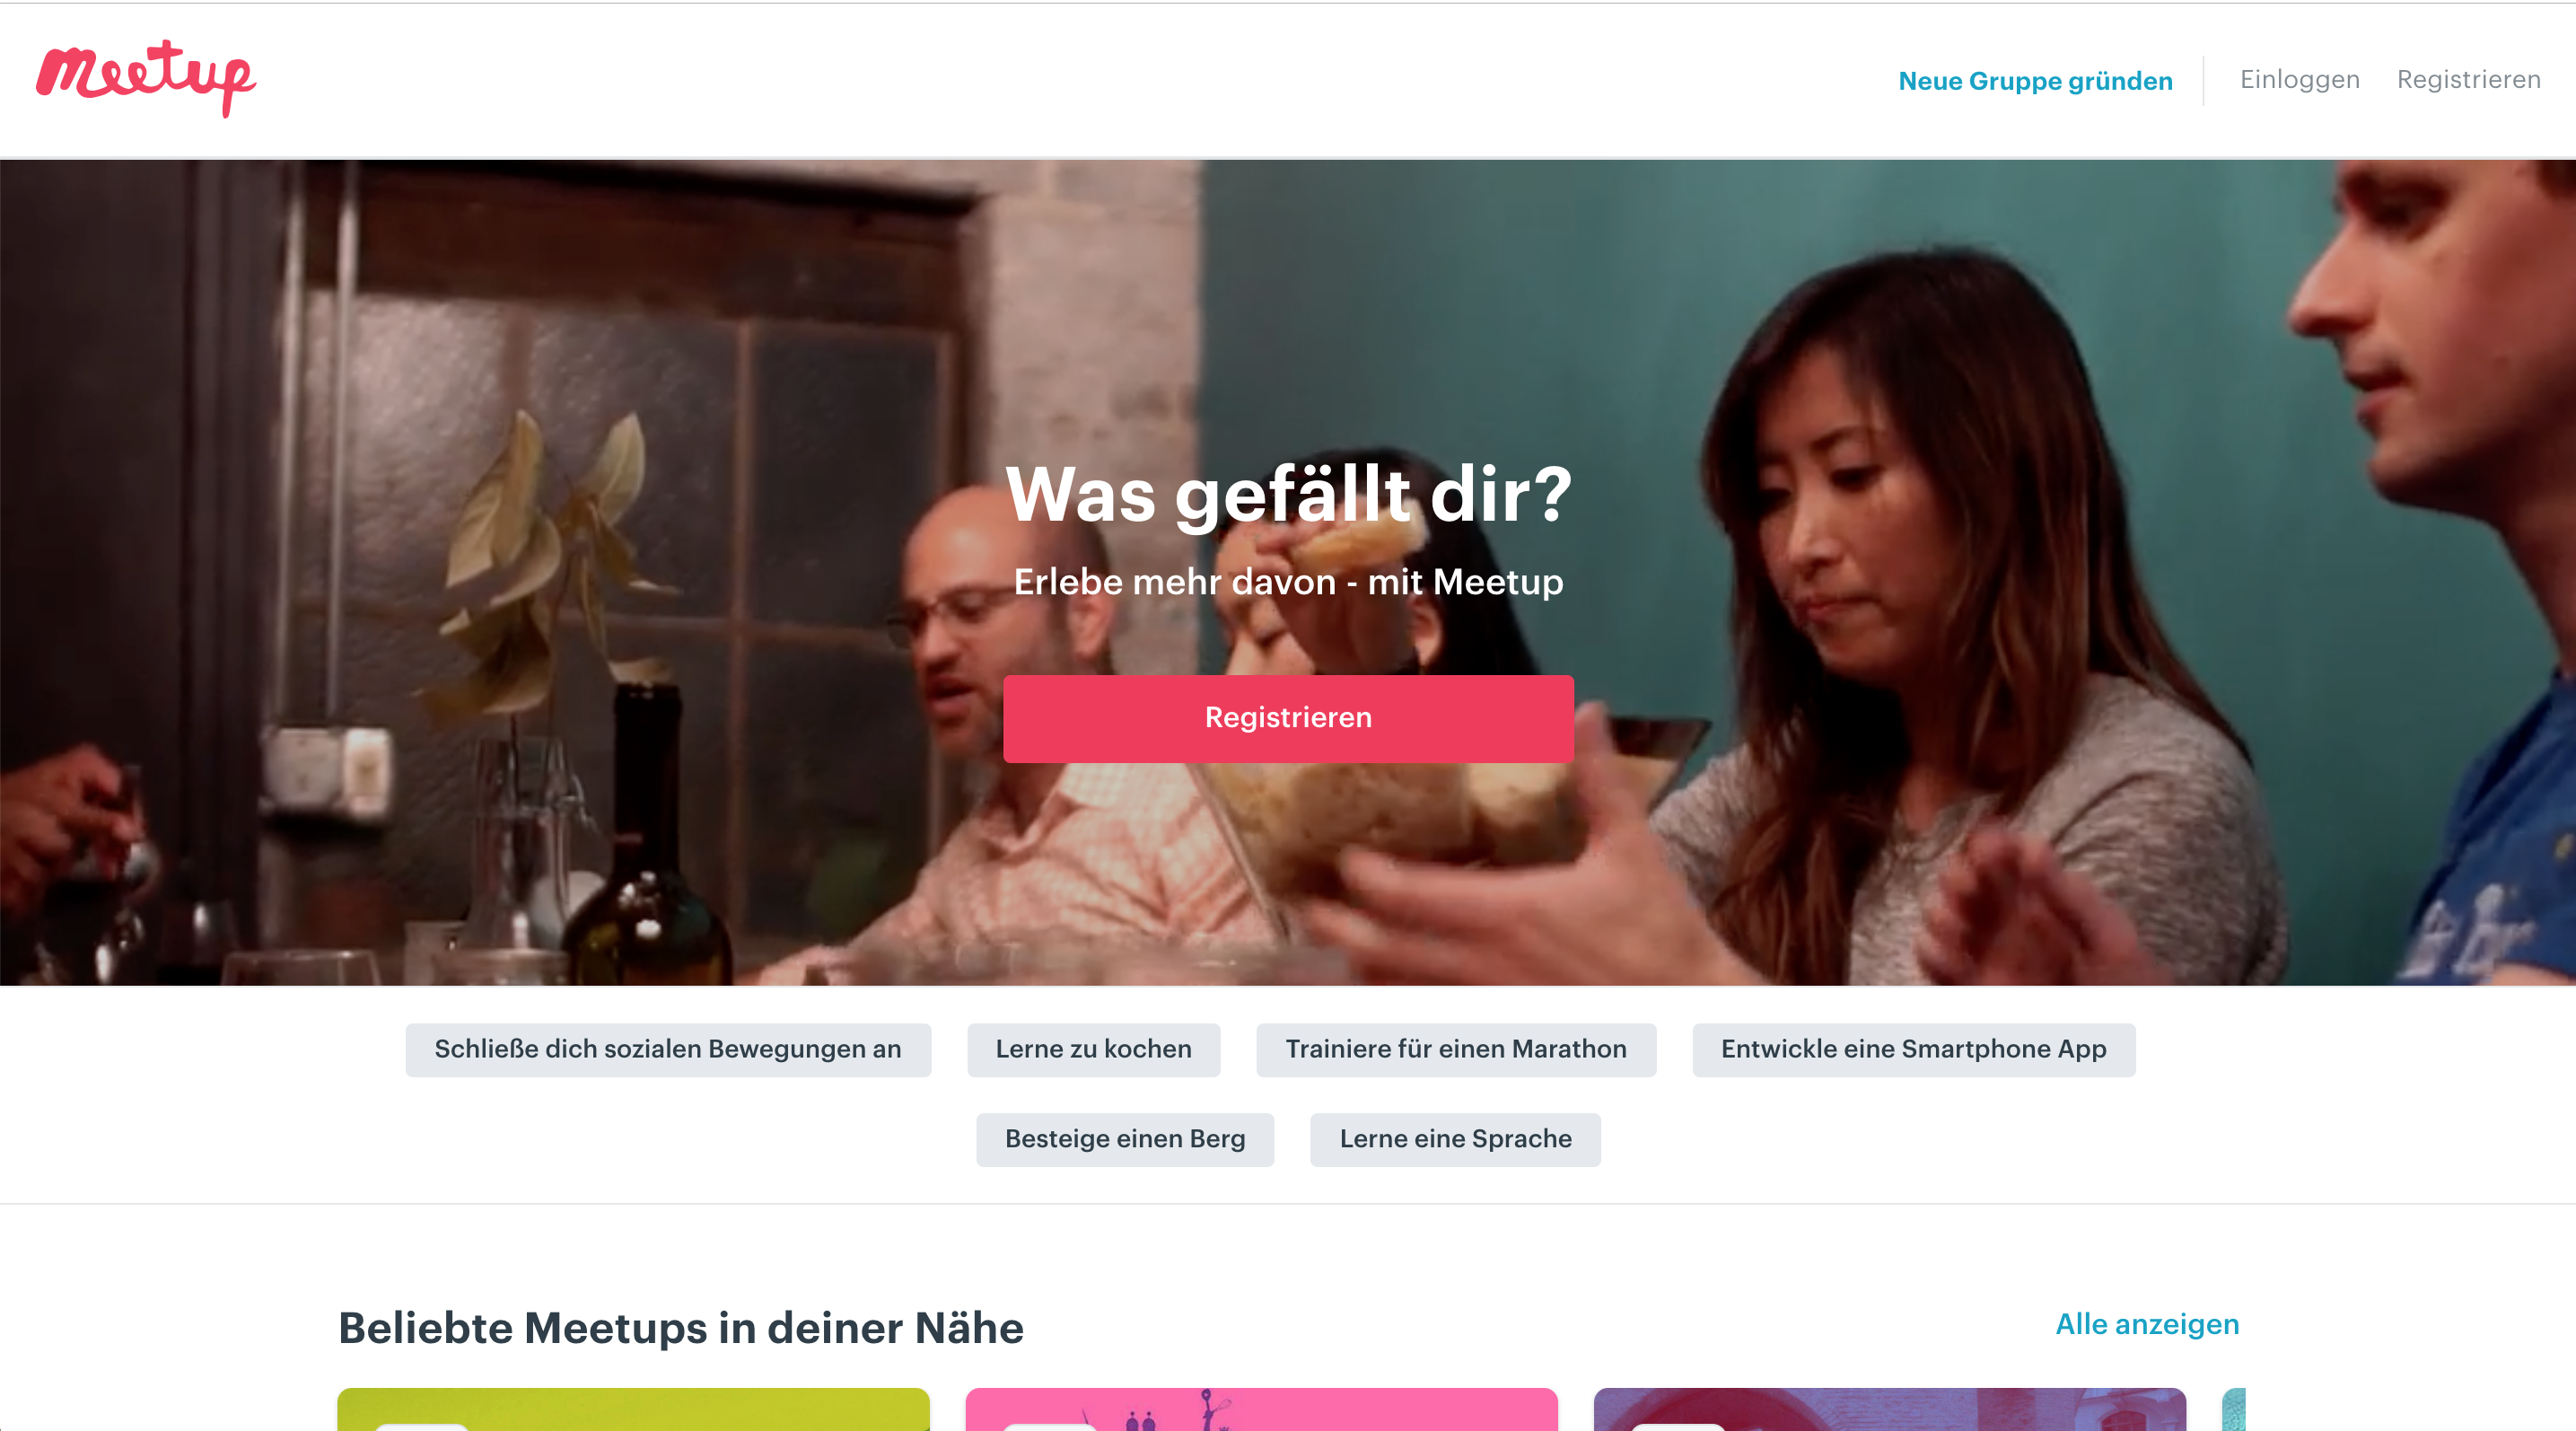 meetup
Neue Gruppe gründen
Einloggen
Registrieren
Was gefällt dir?
Erlebe mehr davon - mit Meetup
Registrieren
Schließe dich sozialen Bewegungen an
Lerne zu kochen
Trainiere für einen Marathon
Entwickle eine Smartphone App
Besteige einen Berg
Lerne eine Sprache
Beliebte Meetups in deiner Nähe
Alle anzeigen